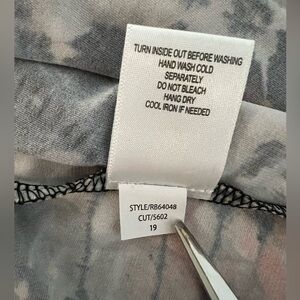 TURN INSIDE OUT BEFORE WASHING
HAND WASH COLD
SEPARATELY
DO NOT BLEACH
HANG DRY
COOL IRON IF NEEDED
STYLE/RB64048
CUT/5602
19